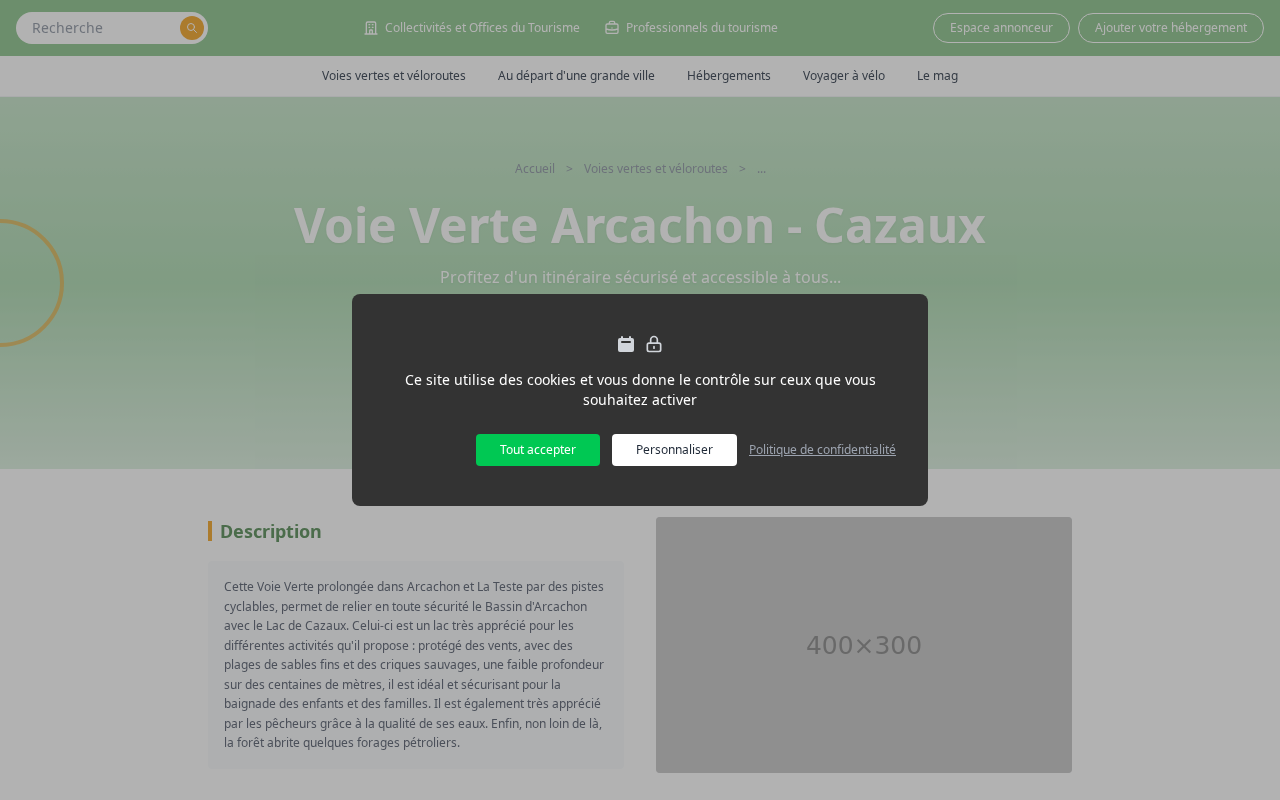 Recherche
Collectivités et Offices du Tourisme
Professionnels du tourisme
Espace annonceur
Ajouter votre hébergement
Voies vertes et véloroutes
Au départ d'une grande ville
Hébergements
Voyager à vélo
Le mag
Accueil > Voies vertes et véloroutes > ...
Voie Verte Arcachon - Cazaux
Profitez d'un itinéraire sécurisé et accessible à tous...
Ce site utilise des cookies et vous donne le contrôle sur ceux que vous
souhaitez activer
Tout accepter
Personnaliser
Politique de confidentialité
Description
Cette Voie Verte prolongée dans Arcachon et La Teste par des pistes
cyclables, permet de relier en toute sécurité le Bassin d'Arcachon
avec le Lac de Cazaux. Celui-ci est un lac très apprécié pour les
différentes activités qu'il propose : protégé des vents, avec des
plages de sables fins et des criques sauvages, une faible profondeur
sur des centaines de mètres, il est idéal et sécurisant pour la
baignade des enfants et des familles. Il est également très apprécié
par les pêcheurs grâce à la qualité de ses eaux. Enfin, non loin de là,
la forêt abrite quelques forages pétroliers.
400×300